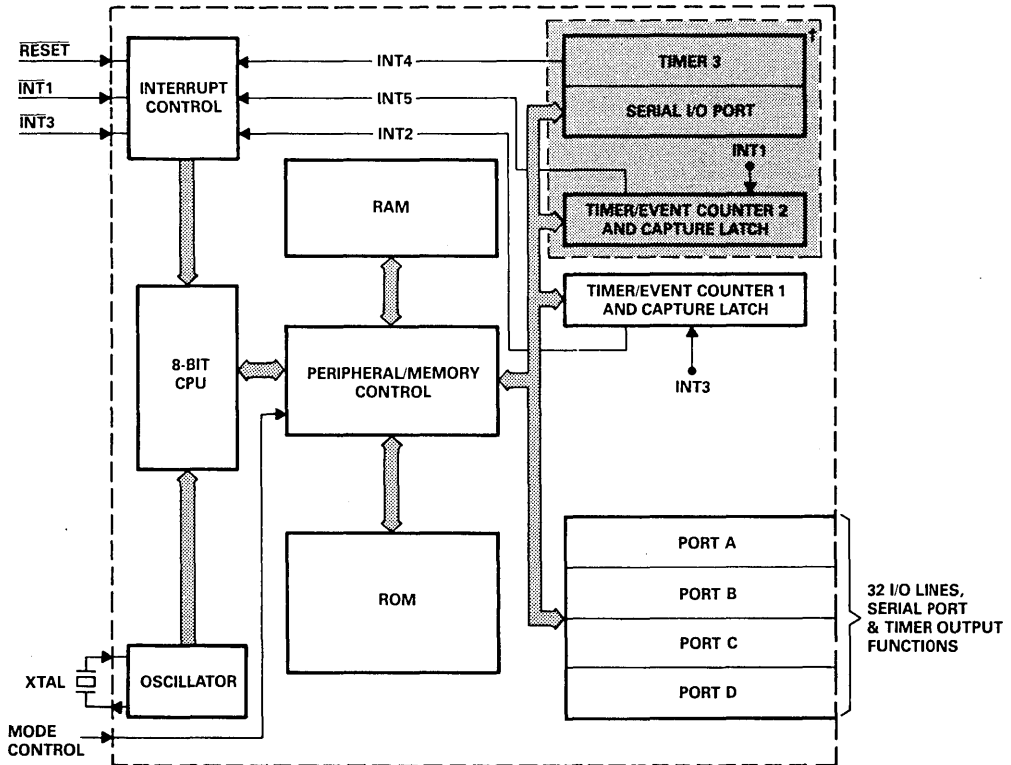 RESET
INT1
INT3
INTERRUPT
CONTROL
INT4
INT5
INT2
†
TIMER 3
SERIAL I/O PORT
INT1
TIMER/EVENT COUNTER 2
AND CAPTURE LATCH
RAM
TIMER/EVENT COUNTER 1
AND CAPTURE LATCH
INT3
8-BIT
CPU
PERIPHERAL/MEMORY
CONTROL
ROM
PORT A
PORT B
PORT C
PORT D
32 I/O LINES,
SERIAL PORT
& TIMER OUTPUT
FUNCTIONS
XTAL
OSCILLATOR
MODE
CONTROL